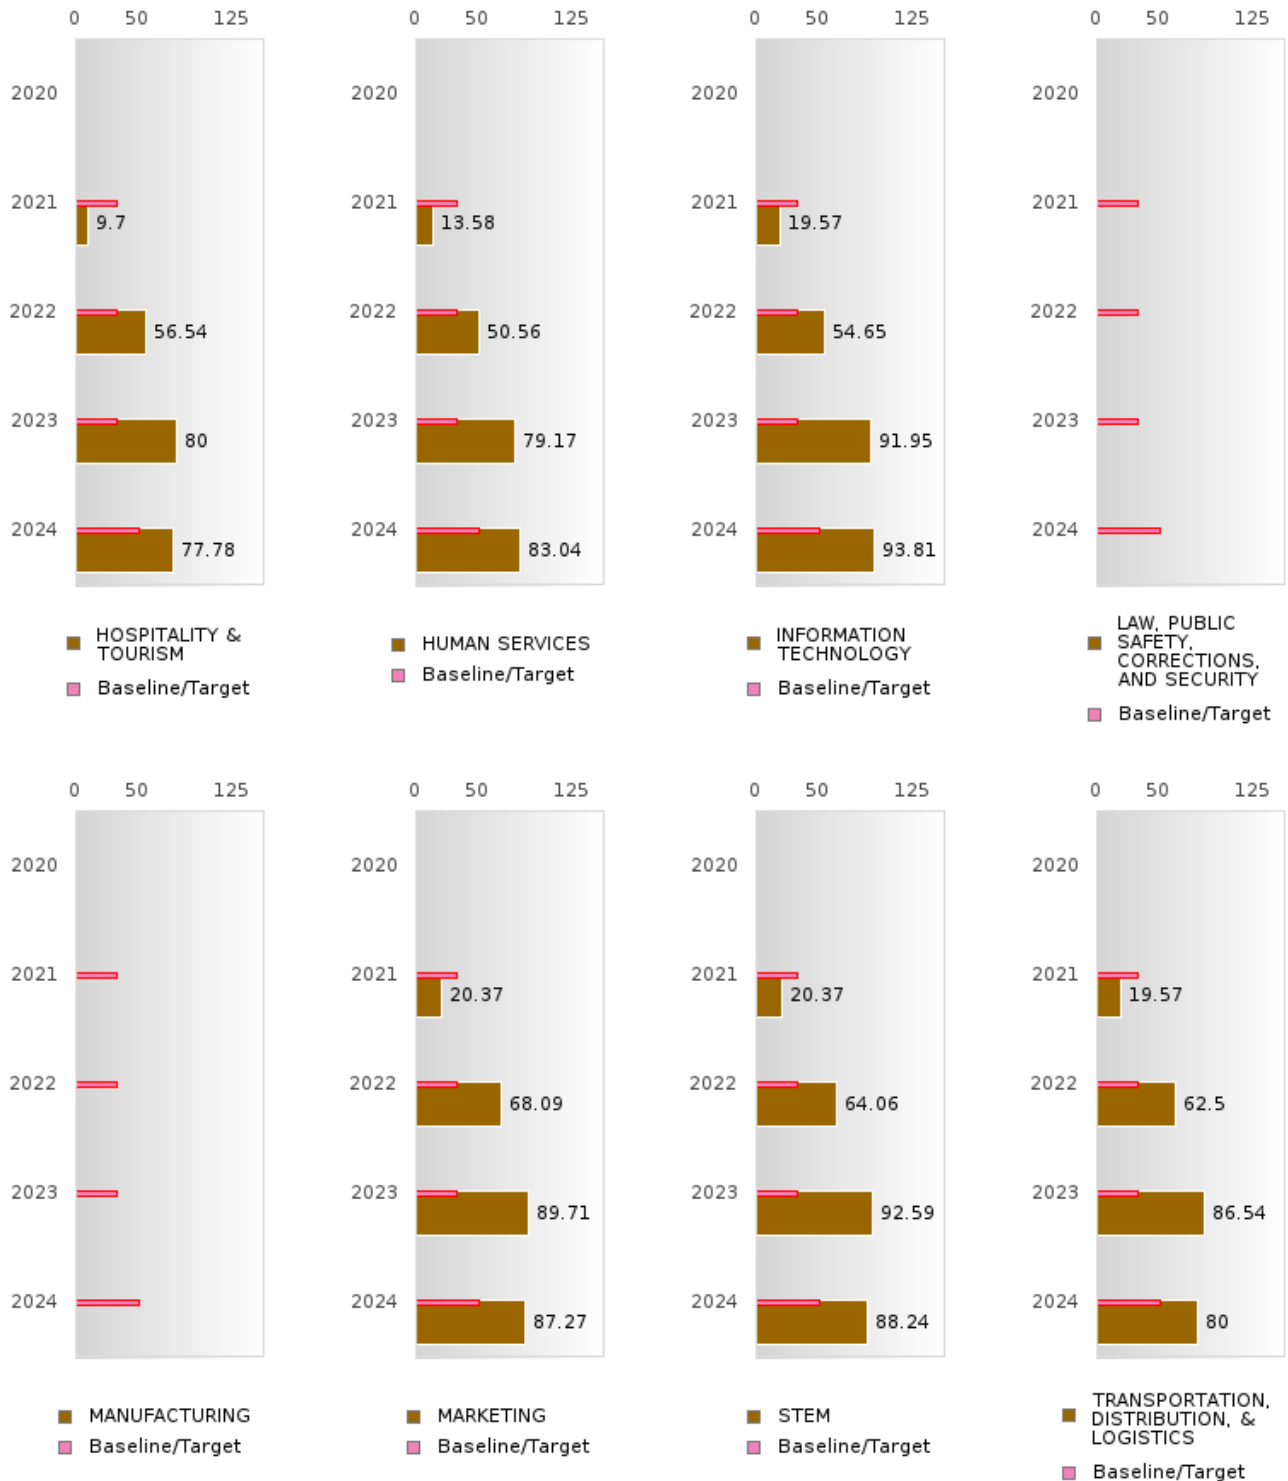 0 50 125
0 50 125
0 50 125
0 50 125
2020
2021
9.7
2022
56.54
2023
80
2024
77.78
HOSPITALITY &
TOURISM
Baseline/Target
2020
2021
13.58
2022
50.56
2023
79.17
2024
83.04
HUMAN SERVICES
Baseline/Target
2020
2021
19.57
2022
54.65
2023
91.95
2024
93.81
INFORMATION
TECHNOLOGY
Baseline/Target
2020
2021
2022
2023
2024
LAW, PUBLIC
SAFETY,
CORRECTIONS,
AND SECURITY
Baseline/Target
0 50 125
0 50 125
0 50 125
0 50 125
2020
2021
2022
2023
2024
MANUFACTURING
Baseline/Target
2020
2021
20.37
2022
68.09
2023
89.71
2024
87.27
MARKETING
Baseline/Target
2020
2021
20.37
2022
64.06
2023
92.59
2024
88.24
STEM
Baseline/Target
2020
2021
19.57
2022
62.5
2023
86.54
2024
80
TRANSPORTATION,
DISTRIBUTION, &
LOGISTICS
Baseline/Target